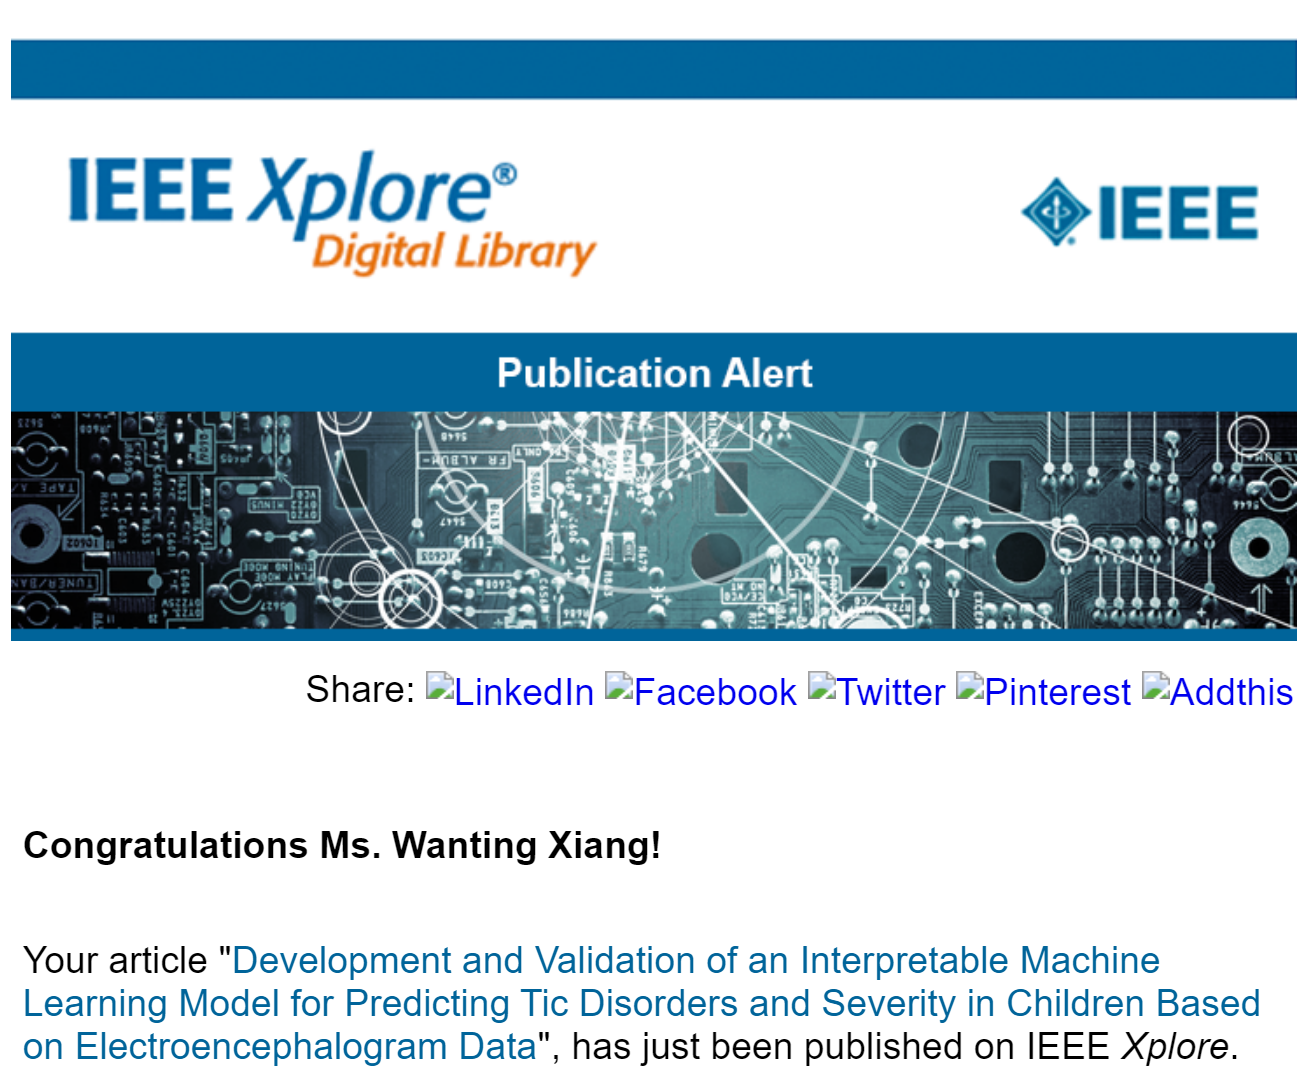 IEEE Xplore®
Digital Library
IEEE
Publication Alert
Share: LinkedIn Facebook Twitter Pinterest Addthis
Congratulations Ms. Wanting Xiang!
Your article "Development and Validation of an Interpretable Machine
Learning Model for Predicting Tic Disorders and Severity in Children Based
on Electroencephalogram Data", has just been published on IEEE Xplore.